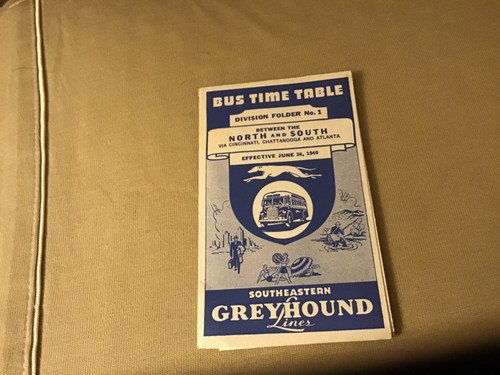 BUS TIME TABLE
DIVISION FOLDER No. 1
BETWEEN THE
NORTH AND SOUTH
VIA CINCINNATI, CHATTANOOGA AND ATLANTA
EFFECTIVE JUNE 26, 1948
SOUTHEASTERN
GREYHOUND
Lines